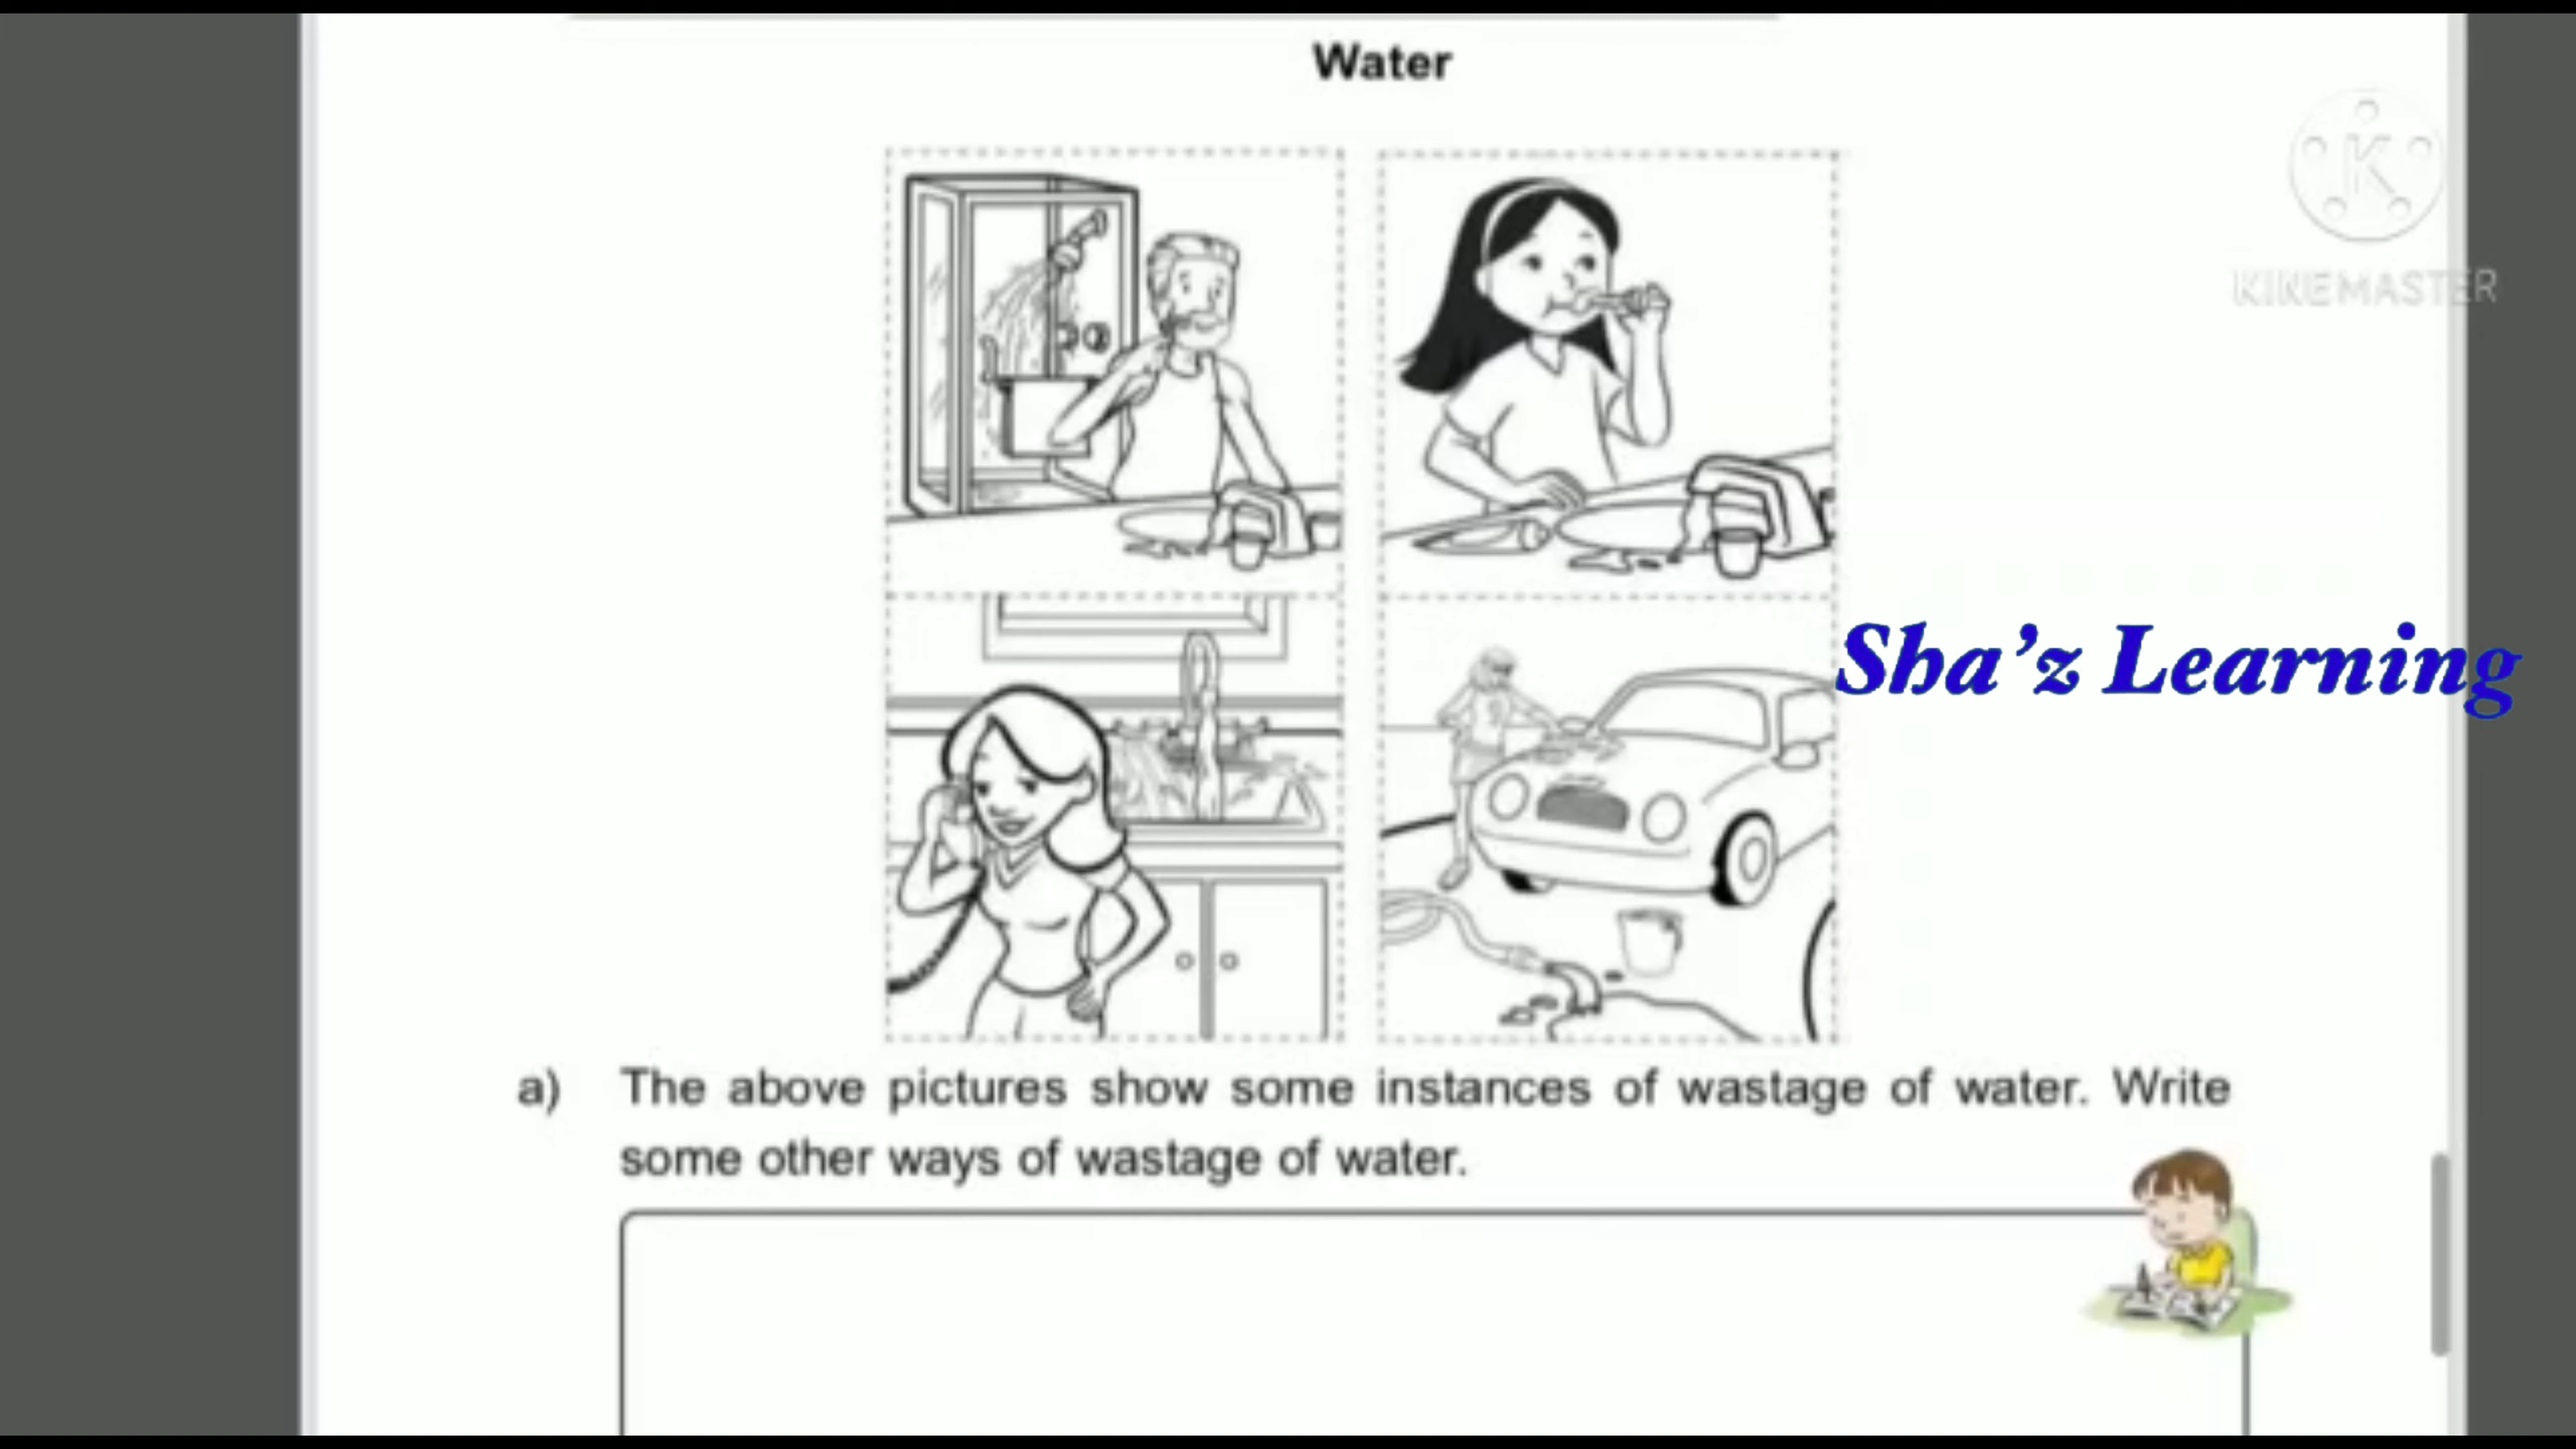 Water
KINEMASTER
Sha'z Learning
a) The above pictures show some instances of wastage of water. Write
some other ways of wastage of water.